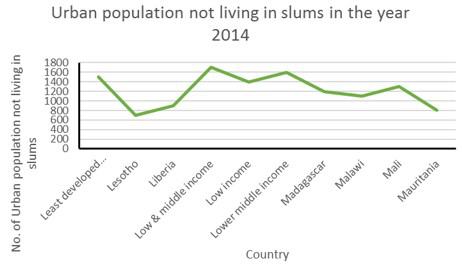 Urban population not living in slums in the year
2014
No. of Urban population not living in
slums
1800
1600
1400
1200
1000
800
600
400
200
0
Least developed...
Lesotho
Liberia
Low & middle income
Low income
Lower middle income
Madagascar
Malawi
Mali
Mauritania
Country